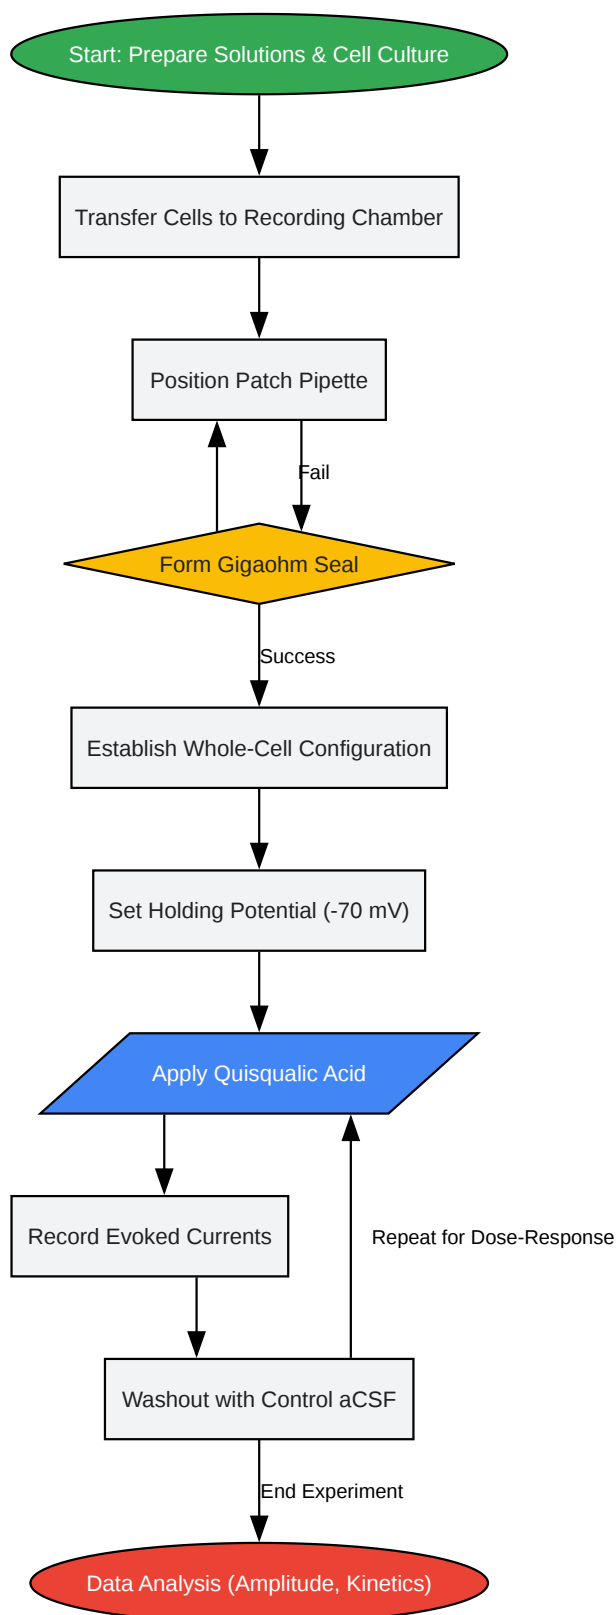 Start: Prepare Solutions & Cell Culture
Transfer Cells to Recording Chamber
Position Patch Pipette
Fail
Form Gigaohm Seal
Success
Establish Whole-Cell Configuration
Set Holding Potential (-70 mV)
Apply Quisqualic Acid
Record Evoked Currents
Repeat for Dose-Response
Washout with Control aCSF
End Experiment
Data Analysis (Amplitude, Kinetics)